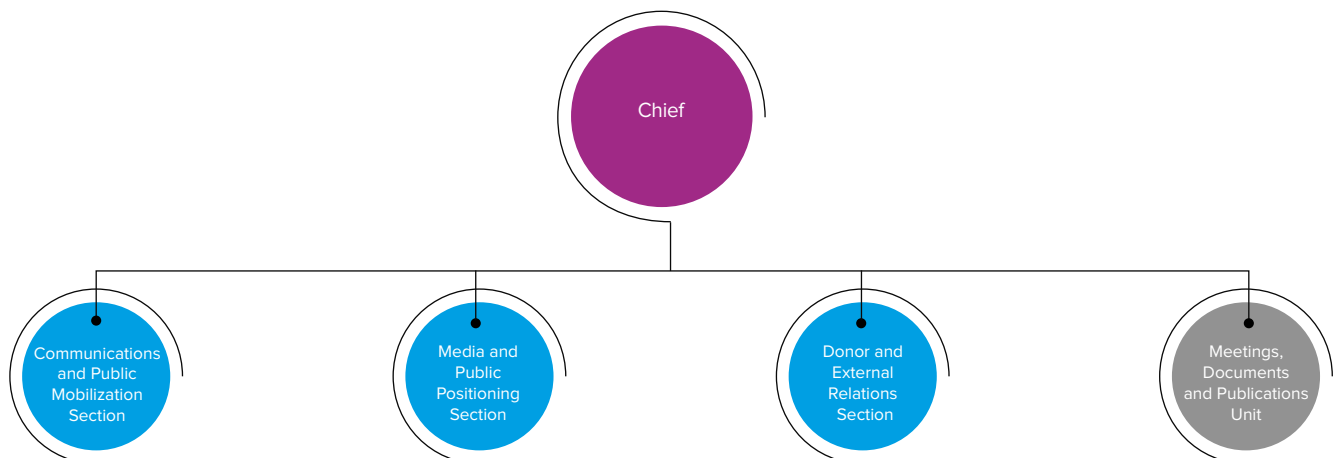 Chief
Communications
and Public
Mobilization
Section
Media and
Public
Positioning
Section
Donor and
External
Relations
Section
Meetings,
Documents
and Publications
Unit